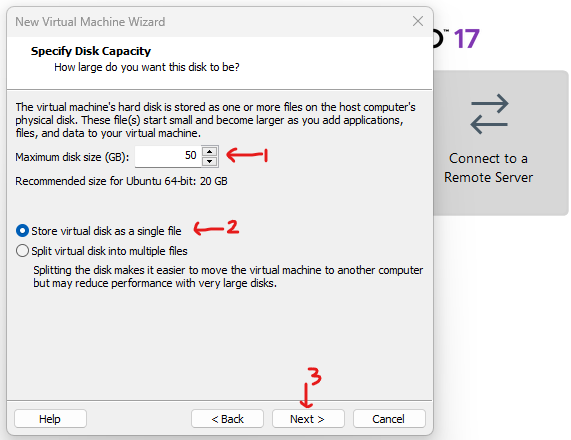 New Virtual Machine Wizard
Specify Disk Capacity
How large do you want this disk to be?
The virtual machine's hard disk is stored as one or more files on the host computer's
physical disk. These file(s) start small and become larger as you add applications,
files, and data to your virtual machine.
Maximum disk size (GB): 50
1
Recommended size for Ubuntu 64-bit: 20 GB
Store virtual disk as a single file
2
Split virtual disk into multiple files
Splitting the disk makes it easier to move the virtual machine to another computer
but may reduce performance with very large disks.
3
Help
< Back
Next >
Cancel
O™ 17
Connect to a
Remote Server